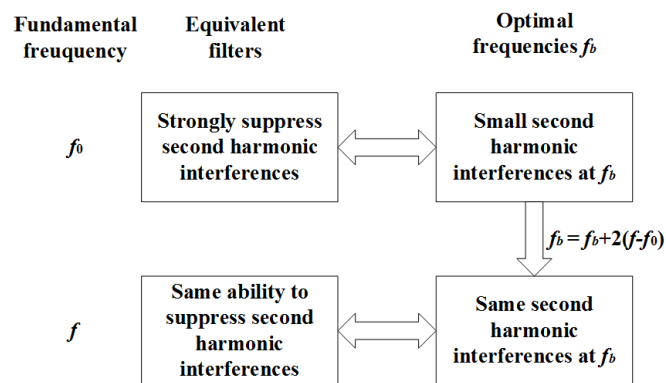 Fundamental
freuquency
Equivalent
filters
Optimal
frequencies fb
f0
Strongly suppress
second harmonic
interferences
Small second
harmonic
interferences at fb
fb = fb+2(f-f0)
f
Same ability to
suppress second
harmonic
interferences
Same second
harmonic
interferences at fb